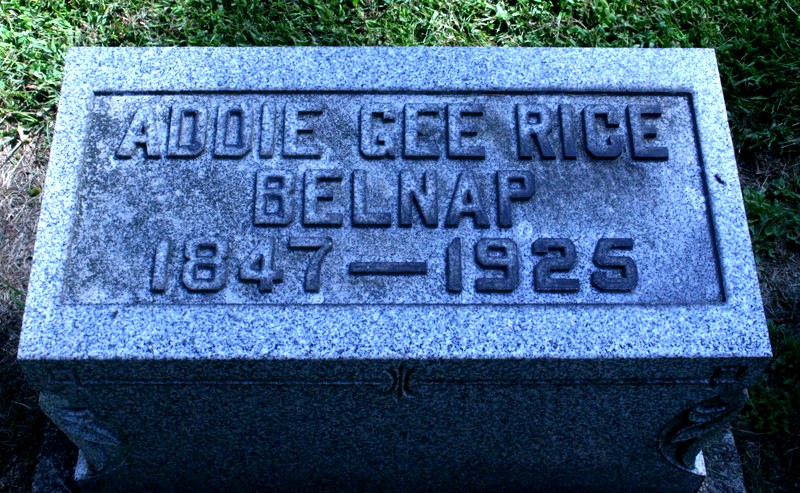 ADDIE GEE RICE
BELNAP
1847—1925